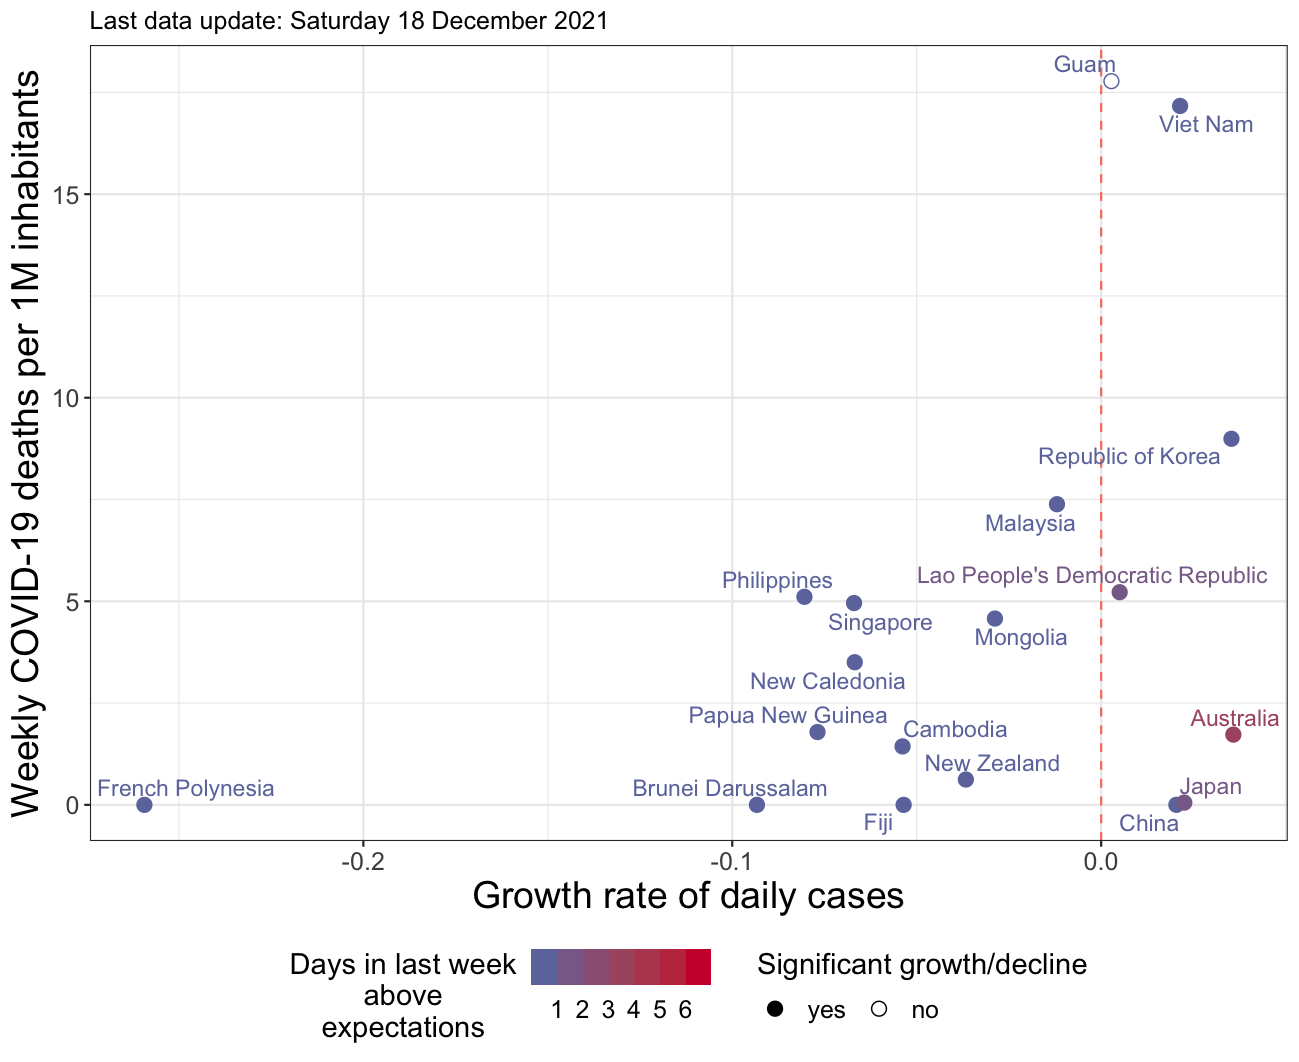 Last data update: Saturday 18 December 2021
Weekly COVID-19 deaths per 1M inhabitants
15
10
5
0
Guam
Viet Nam
Republic of Korea
Malaysia
Lao People's Democratic Republic
Philippines
Singapore
Mongolia
New Caledonia
Papua New Guinea
Australia
Cambodia
New Zealand
French Polynesia
Brunei Darussalam
Japan
Fiji
China
-0.2
-0.1
0.0
Growth rate of daily cases
Days in last week
above
expectations
1 2 3 4 5 6
Significant growth/decline
yes no